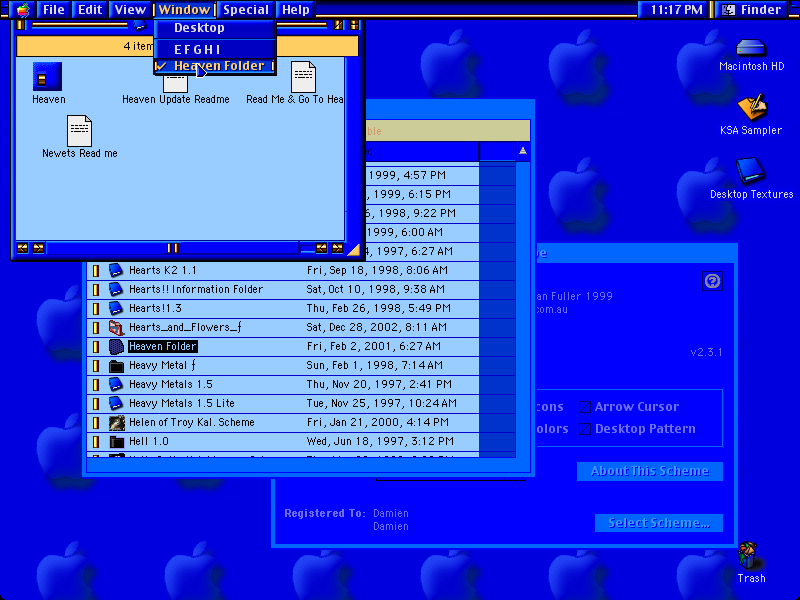 File Edit View Window Special Help 11:17 PM Finder
Desktop
E F G H I
Heaven Folder
4 item
Heaven
Heaven Update Readme
Read Me & Go To Hea
Newets Read me
Macintosh HD
KSA Sampler
Desktop Textures
Trash
ble
1999, 4:57 PM
, 1999, 6:15 PM
6, 1998, 9:22 PM
, 1999, 6:00 AM
4, 1997, 6:27 AM
Hearts K2 1.1 Fri, Sep 18, 1998, 8:06 AM
Hearts!! Information Folder Sat, Oct 10, 1998, 9:38 AM
Hearts!1.3 Thu, Feb 26, 1998, 5:49 PM
Hearts_and_Flowers_ƒ Sat, Dec 28, 2002, 8:11 AM
Heaven Folder Fri, Feb 2, 2001, 6:27 AM
Heavy Metal ƒ Sun, Feb 1, 1998, 7:14 AM
Heavy Metals 1.5 Thu, Nov 20, 1997, 2:41 PM
Heavy Metals 1.5 Lite Tue, Nov 25, 1997, 10:24 AM
Helen of Troy Kal. Scheme Fri, Jan 21, 2000, 4:14 PM
Hell 1.0 Wed, Jun 18, 1997, 3:12 PM
e
an Fuller 1999
com.au
v2.3.1
cons Arrow Cursor
olors Desktop Pattern
About This Scheme
Registered To: Damien
Damien
Select Scheme...